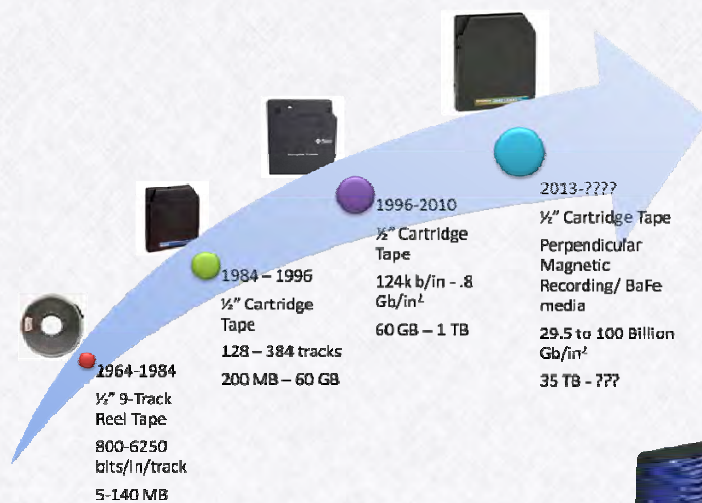 1964-1984
½” 9-Track
Reel Tape
800-6250
bits/in/track
5-140 MB
1984 – 1996
½” Cartridge
Tape
128 – 384 tracks
200 MB – 60 GB
1996-2010
½” Cartridge
Tape
124k b/in - .8
Gb/in²
60 GB – 1 TB
2013-????
½” Cartridge Tape
Perpendicular
Magnetic
Recording/ BaFe
media
29.5 to 100 Billion
Gb/in²
35 TB - ???